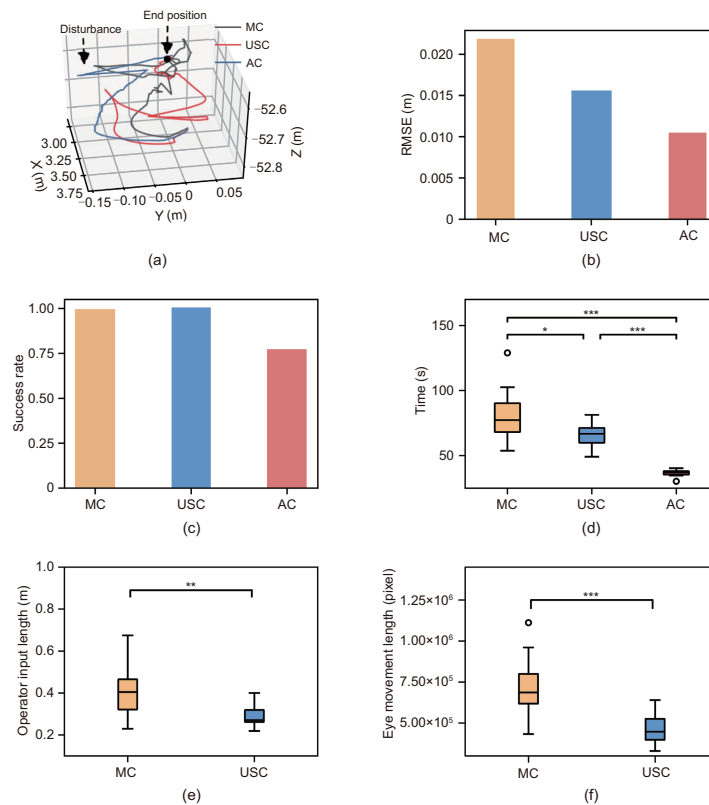 End position
MC
Disturbance
USC
AC
−52.6
−52.7
−52.8
Z (m)
3.00
3.25
3.50
3.75
X (m)
−0.15
−0.10
−0.05
0
0.05
Y (m)
(a)
0.020
0.015
0.010
0.005
0
RMSE (m)
MC
USC
AC
(b)
1.00
0.75
0.50
0.25
0
Success rate
MC
USC
AC
(c)
150
100
50
Time (s)
***
*
***
MC
USC
AC
(d)
1.0
0.8
0.6
0.4
0.2
Operator input length (m)
**
MC
USC
(e)
1.25×10⁶
1.00×10⁶
7.50×10⁵
5.00×10⁵
Eye movement length (pixel)
***
MC
USC
(f)